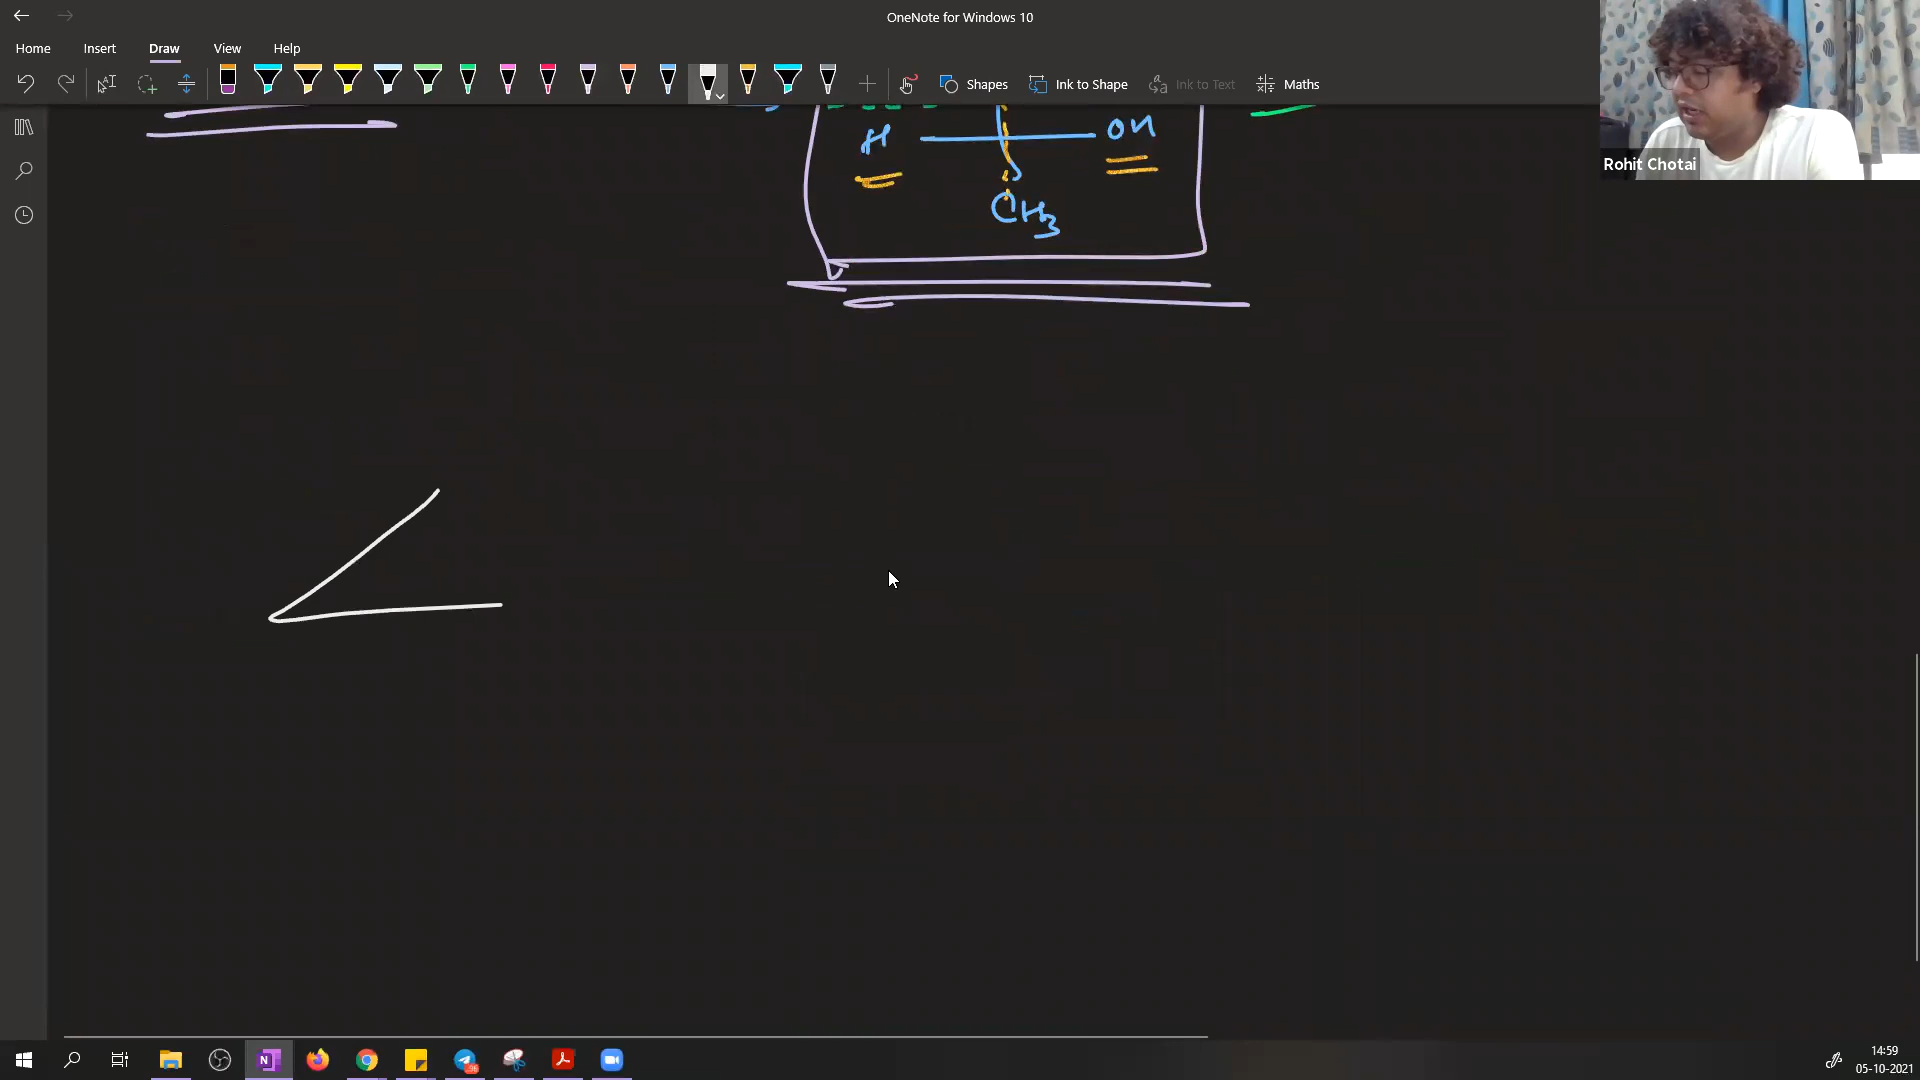 OneNote for Windows 10
Home Insert Draw View Help
Shapes Ink to Shape Ink to Text Maths
Rohit Chotai
H OH
CH3
14:59
05-10-2021